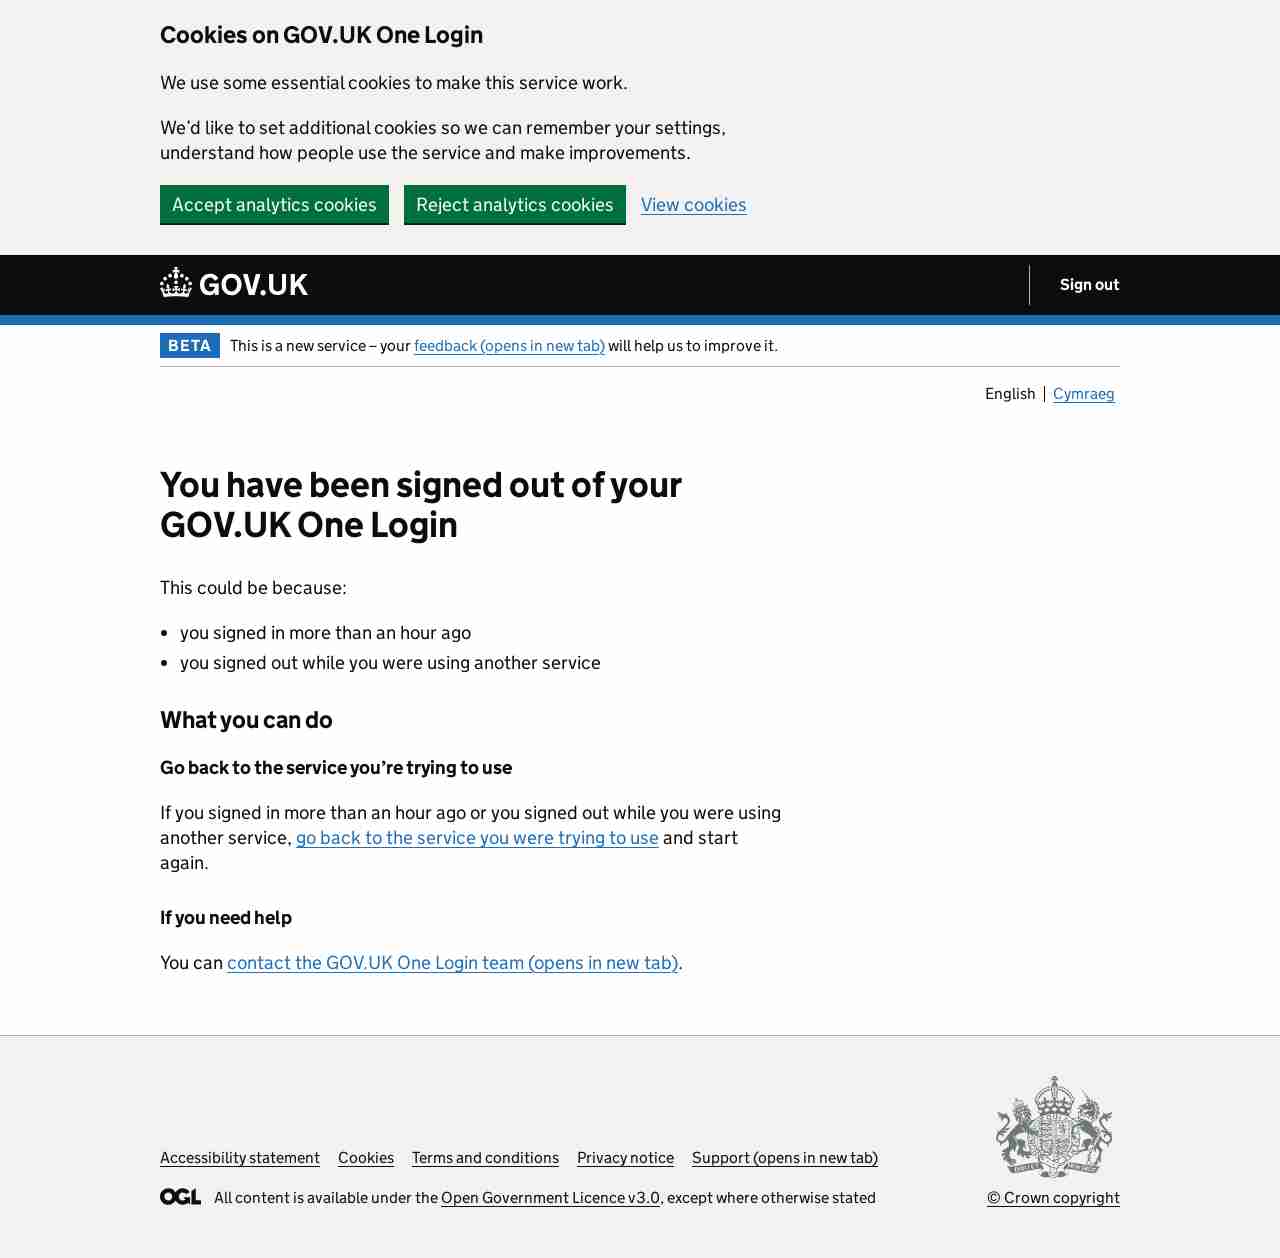 Cookies on GOV.UK One Login
We use some essential cookies to make this service work.
We’d like to set additional cookies so we can remember your settings,
understand how people use the service and make improvements.
Accept analytics cookies Reject analytics cookies View cookies
GOV.UK Sign out
BETA This is a new service – your feedback (opens in new tab) will help us to improve it.
English Cymraeg
You have been signed out of your
GOV.UK One Login
This could be because:
• you signed in more than an hour ago
• you signed out while you were using another service
What you can do
Go back to the service you’re trying to use
If you signed in more than an hour ago or you signed out while you were using
another service, go back to the service you were trying to use and start
again.
If you need help
You can contact the GOV.UK One Login team (opens in new tab).
Accessibility statement Cookies Terms and conditions Privacy notice Support (opens in new tab)
OGL All content is available under the Open Government Licence v3.0, except where otherwise stated
© Crown copyright